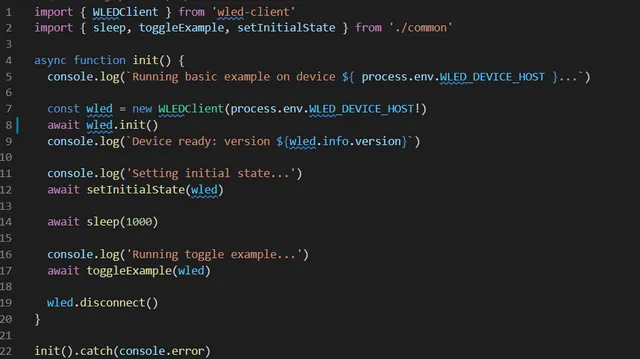 1 import { WLEDClient } from 'wled-client'
2 import { sleep, toggleExample, setInitialState } from './common'
3
4 async function init() {
5   console.log(`Running basic example on device ${ process.env.WLED_DEVICE_HOST }...`)
6
7   const wled = new WLEDClient(process.env.WLED_DEVICE_HOST!)
8   await wled.init()
9   console.log(`Device ready: version ${wled.info.version}`)
10
11   console.log('Setting initial state...')
12   await setInitialState(wled)
13
14   await sleep(1000)
15
16   console.log('Running toggle example...')
17   await toggleExample(wled)
18
19   wled.disconnect()
20 }
21
22 init().catch(console.error)